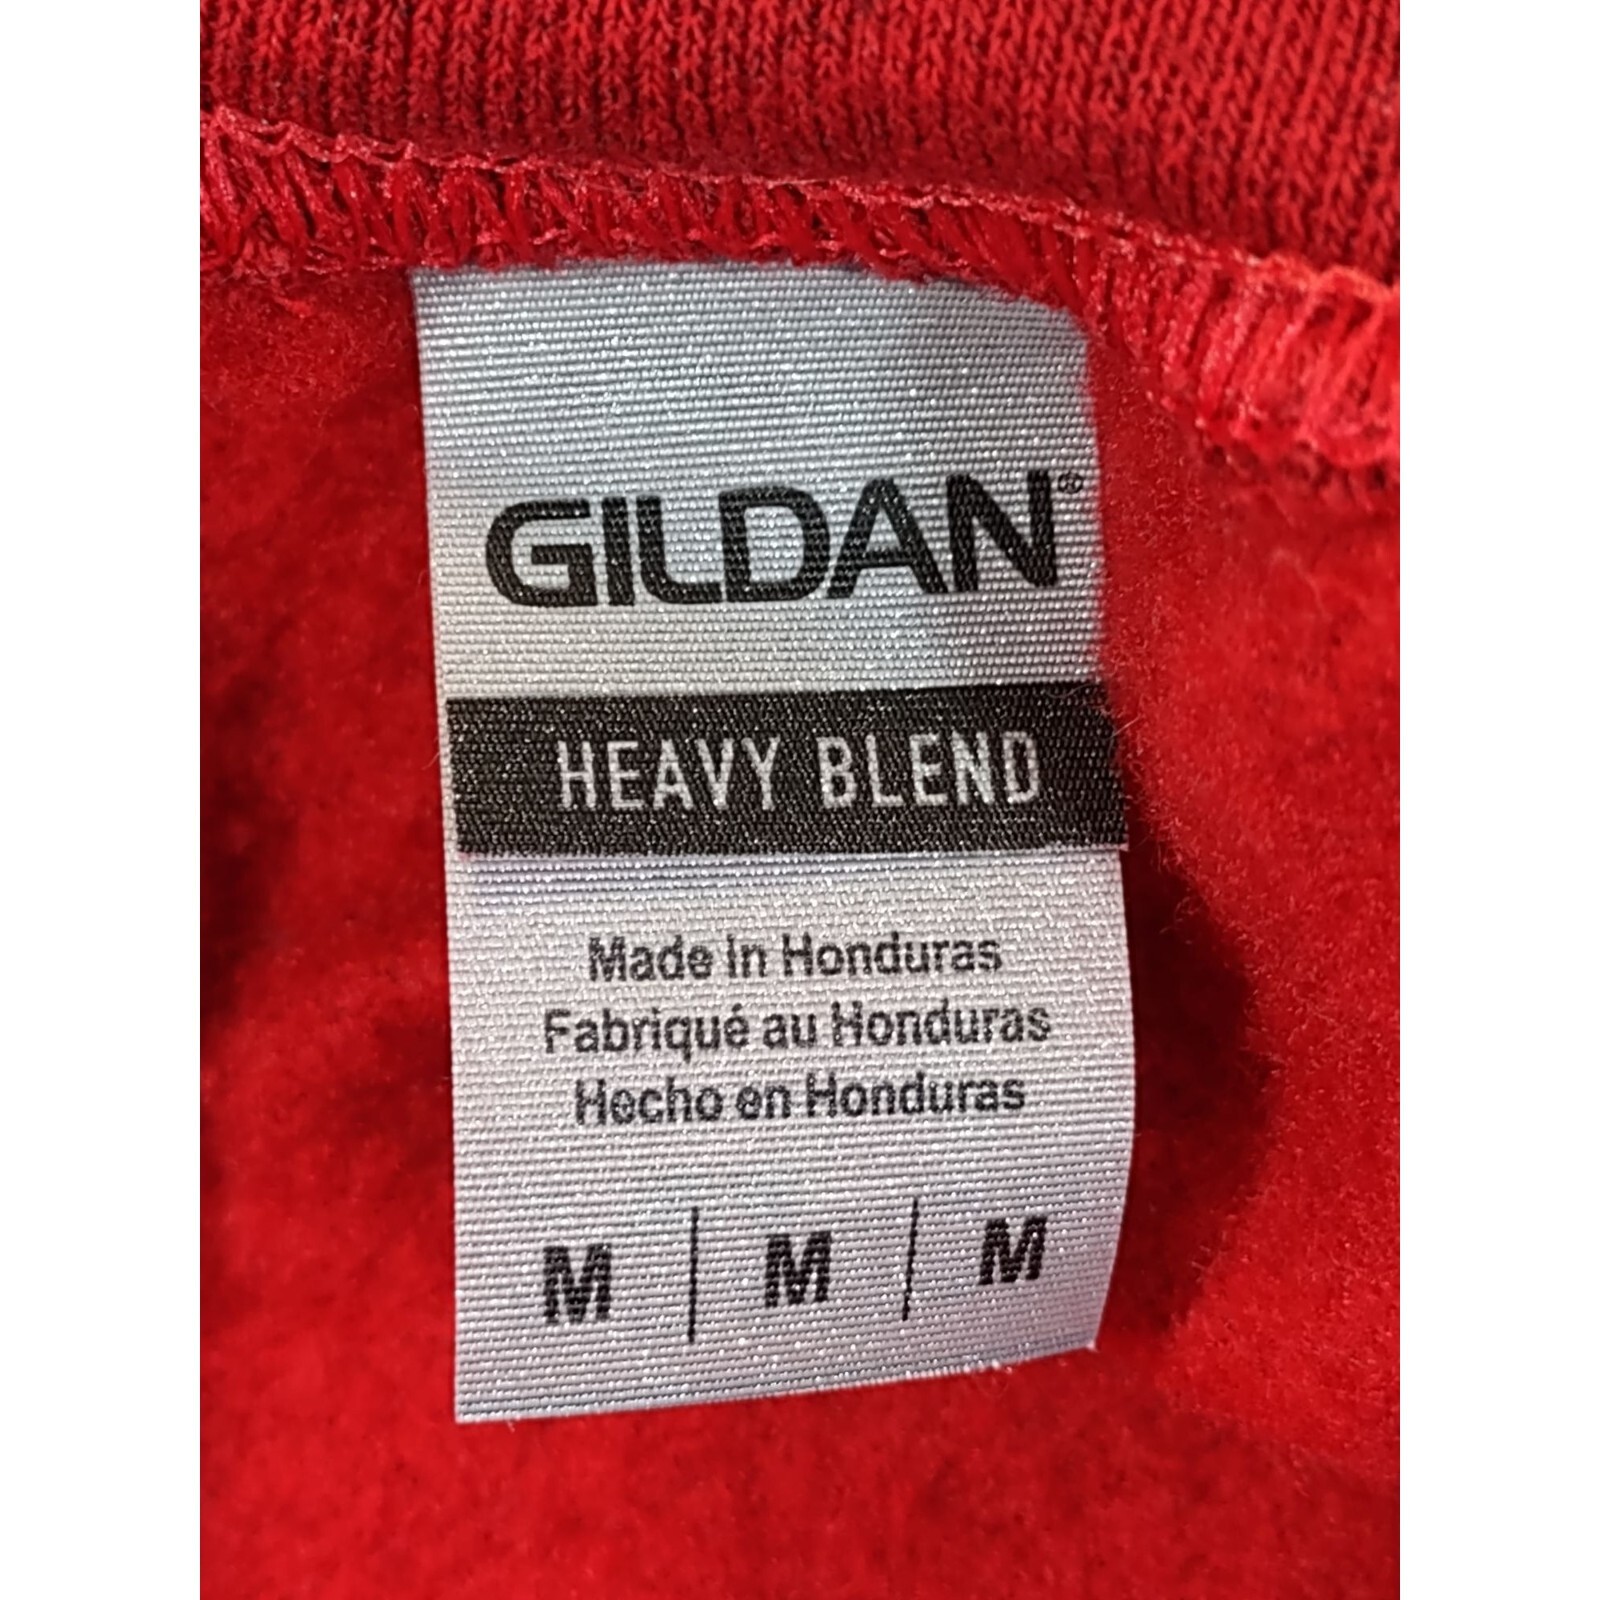 GILDAN®
HEAVY BLEND
Made in Honduras
Fabriqué au Honduras
Hecho en Honduras
M | M | M